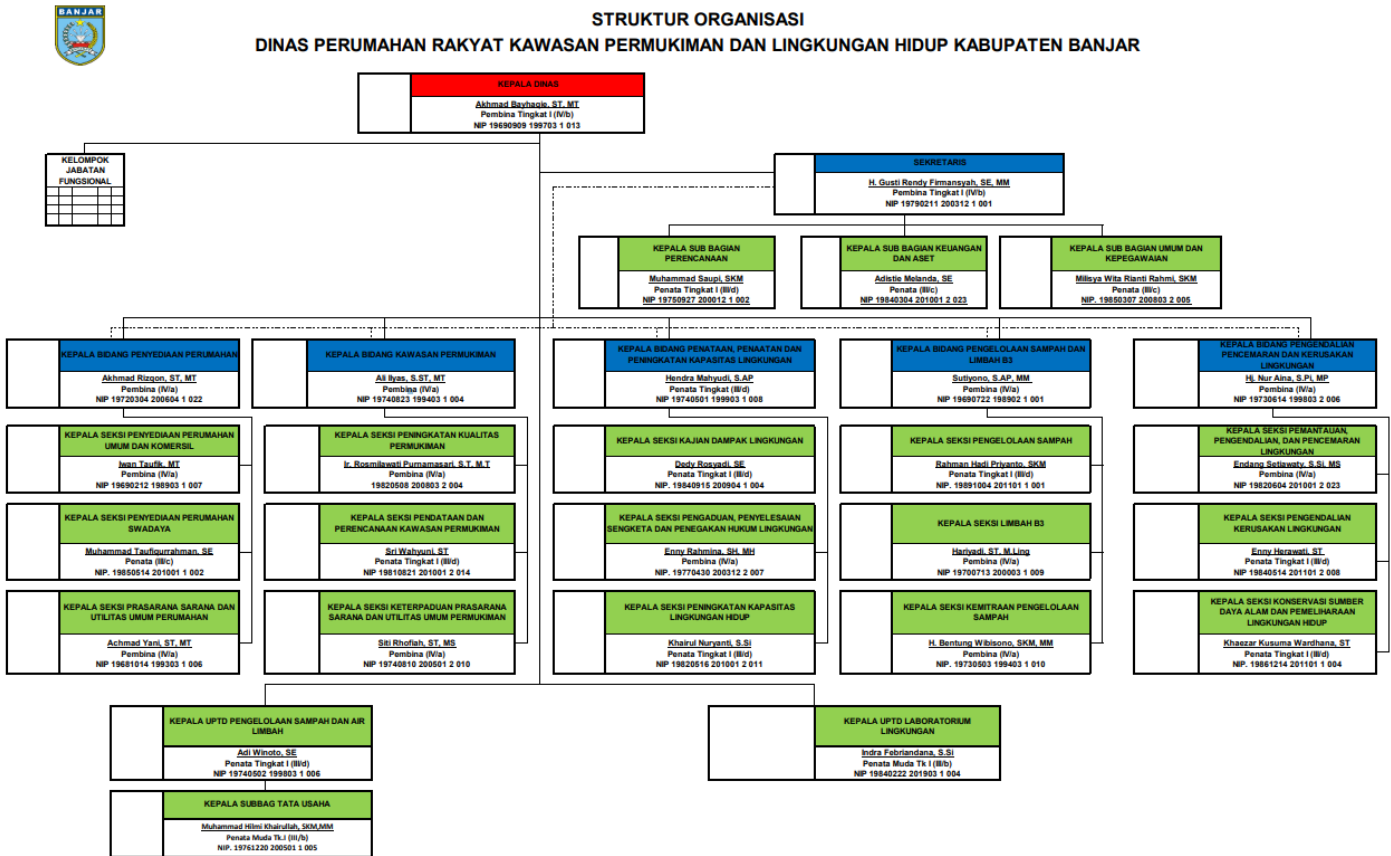 BANJAR
STRUKTUR ORGANISASI
DINAS PERUMAHAN RAKYAT KAWASAN PERMUKIMAN DAN LINGKUNGAN HIDUP KABUPATEN BANJAR
KEPALA DINAS
Akhmad Bayhaqie, ST, MT
Pembina Tingkat I (IV/b)
NIP 19690909 199703 1 013
KELOMPOK
JABATAN
FUNGSIONAL
SEKRETARIS
H. Gusti Rendy Firmansyah, SE, MM
Pembina Tingkat I (IV/b)
NIP 19790211 200312 1 001
KEPALA SUB BAGIAN
PERENCANAAN
Muhammad Saupi, SKM
Penata Tingkat I (III/d)
NIP 19750927 200012 1 002
KEPALA SUB BAGIAN KEUANGAN
DAN ASET
Adistie Melanda, SE
Penata (III/c)
NIP 19840304 201001 2 023
KEPALA SUB BAGIAN UMUM DAN
KEPEGAWAIAN
Milisya Wita Rianti Rahmi, SKM
Penata (III/c)
NIP. 19850307 200803 2 005
KEPALA BIDANG PENYEDIAAN PERUMAHAN
Akhmad Rizqon, ST, MT
Pembina (IV/a)
NIP 19720304 200604 1 022
KEPALA BIDANG KAWASAN PERMUKIMAN
Ali Ilyas, S.ST, MT
Pembina (IV/a)
NIP 19740823 199403 1 004
KEPALA BIDANG PENATAAN, PENAATAN DAN
PENINGKATAN KAPASITAS LINGKUNGAN
Hendra Mahyudi, S.AP
Penata Tingkat (III/d)
NIP 19740501 199903 1 008
KEPALA BIDANG PENGELOLAAN SAMPAH DAN
LIMBAH B3
Sutiyono, S.AP, MM
Pembina (IV/a)
NIP 19690722 198902 1 001
KEPALA BIDANG PENGENDALIAN
PENCEMARAN DAN KERUSAKAN
LINGKUNGAN
Hj. Nur Aina, S.Pi, MP
Pembina (IV/a)
NIP 19730614 199803 2 006
KEPALA SEKSI PENYEDIAAN PERUMAHAN
UMUM DAN KOMERSIL
Iwan Taufik, MT
Pembina (IV/a)
NIP 19690212 198903 1 007
KEPALA SEKSI PENINGKATAN KUALITAS
PERMUKIMAN
Ir. Rosmilawati Purnamasari, S.T, M.T
Pembina (IV/a)
19820508 200803 2 004
KEPALA SEKSI KAJIAN DAMPAK LINGKUNGAN
Dedy Rosyadi, SE
Penata Tingkat I (III/d)
NIP. 19840915 200904 1 004
KEPALA SEKSI PENGELOLAAN SAMPAH
Rahman Hadi Priyanto, SKM
Penata Tingkat I (III/d)
NIP. 19891004 201101 1 001
KEPALA SEKSI PEMANTAUAN,
PENGENDALIAN, DAN PENCEMARAN
LINGKUNGAN
Endang Setiawaty, S.Si, MS
Pembina (IV/a)
NIP 19820604 201001 2 023
KEPALA SEKSI PENYEDIAAN PERUMAHAN
SWADAYA
Muhammad Taufiqurrahman, SE
Penata (III/c)
NIP. 19850514 201001 1 002
KEPALA SEKSI PENDATAAN DAN
PERENCANAAN KAWASAN PERMUKIMAN
Sri Wahyuni, ST
Penata Tingkat I (III/d)
NIP 19810821 201001 2 014
KEPALA SEKSI PENGADUAN, PENYELESAIAN
SENGKETA DAN PENEGAKAN HUKUM LINGKUNGAN
Enny Rahmina, SH, MH
Pembina (IV/a)
NIP. 19770430 200312 2 007
KEPALA SEKSI LIMBAH B3
Hariyadi, ST, M.Ling
Pembina (IV/a)
NIP 19700713 200003 1 009
KEPALA SEKSI PENGENDALIAN
KERUSAKAN LINGKUNGAN
Enny Herawati, ST
Penata Tingkat I (III/d)
NIP 19840514 201101 2 008
KEPALA SEKSI PRASARANA SARANA DAN
UTILITAS UMUM PERUMAHAN
Achmad Yani, ST, MT
Pembina (IV/a)
NIP 19681014 199303 1 006
KEPALA SEKSI KETERPADUAN PRASARANA
SARANA DAN UTILITAS UMUM PERMUKIMAN
Siti Rhofiah, ST, MS
Pembina (IV/a)
NIP 19740810 200501 2 010
KEPALA SEKSI PENINGKATAN KAPASITAS
LINGKUNGAN HIDUP
Khairul Nuryanti, S.Si
Penata Tingkat I (III/d)
NIP 19820516 201001 2 011
KEPALA SEKSI KEMITRAAN PENGELOLAAN
SAMPAH
H. Bentung Wibisono, SKM, MM
Pembina (IV/a)
NIP. 19730503 199403 1 010
KEPALA SEKSI KONSERVASI SUMBER
DAYA ALAM DAN PEMELIHARAAN
LINGKUNGAN HIDUP
Khaezar Kusuma Wardhana, ST
Penata Tingkat I (III/d)
NIP. 19861214 201101 1 004
KEPALA UPTD PENGELOLAAN SAMPAH DAN AIR
LIMBAH
Adi Winoto, SE
Penata Tingkat I (III/d)
NIP 19740502 199803 1 006
KEPALA UPTD LABORATORIUM
LINGKUNGAN
Indra Febriandana, S.Si
Penata Muda Tk I (III/b)
NIP 19840222 201903 1 004
KEPALA SUBBAG TATA USAHA
Muhammad Hilmi Khairullah, SKM,MM
Penata Muda Tk.I (III/b)
NIP. 19761220 200501 1 005